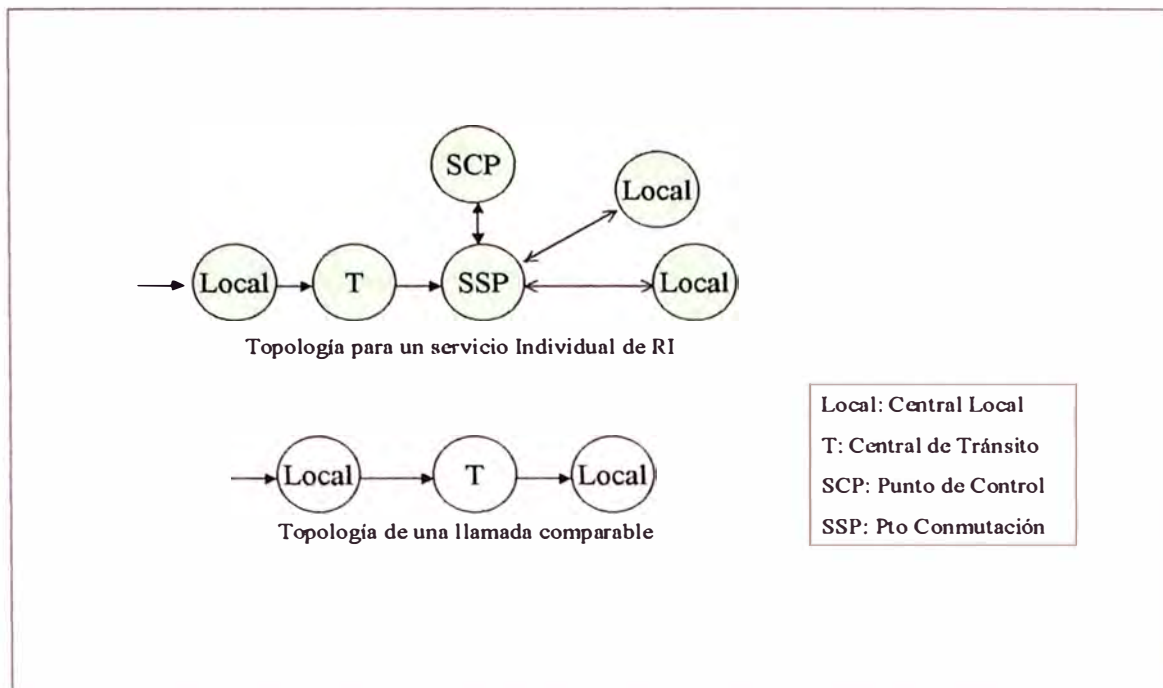 SCP
Local
Local T SSP Local
Topología para un servicio Individual de RI
Local T Local
Topología de una llamada comparable
Local: Central Local
T: Central de Tránsito
SCP: Punto de Control
SSP: Pto Conmutación